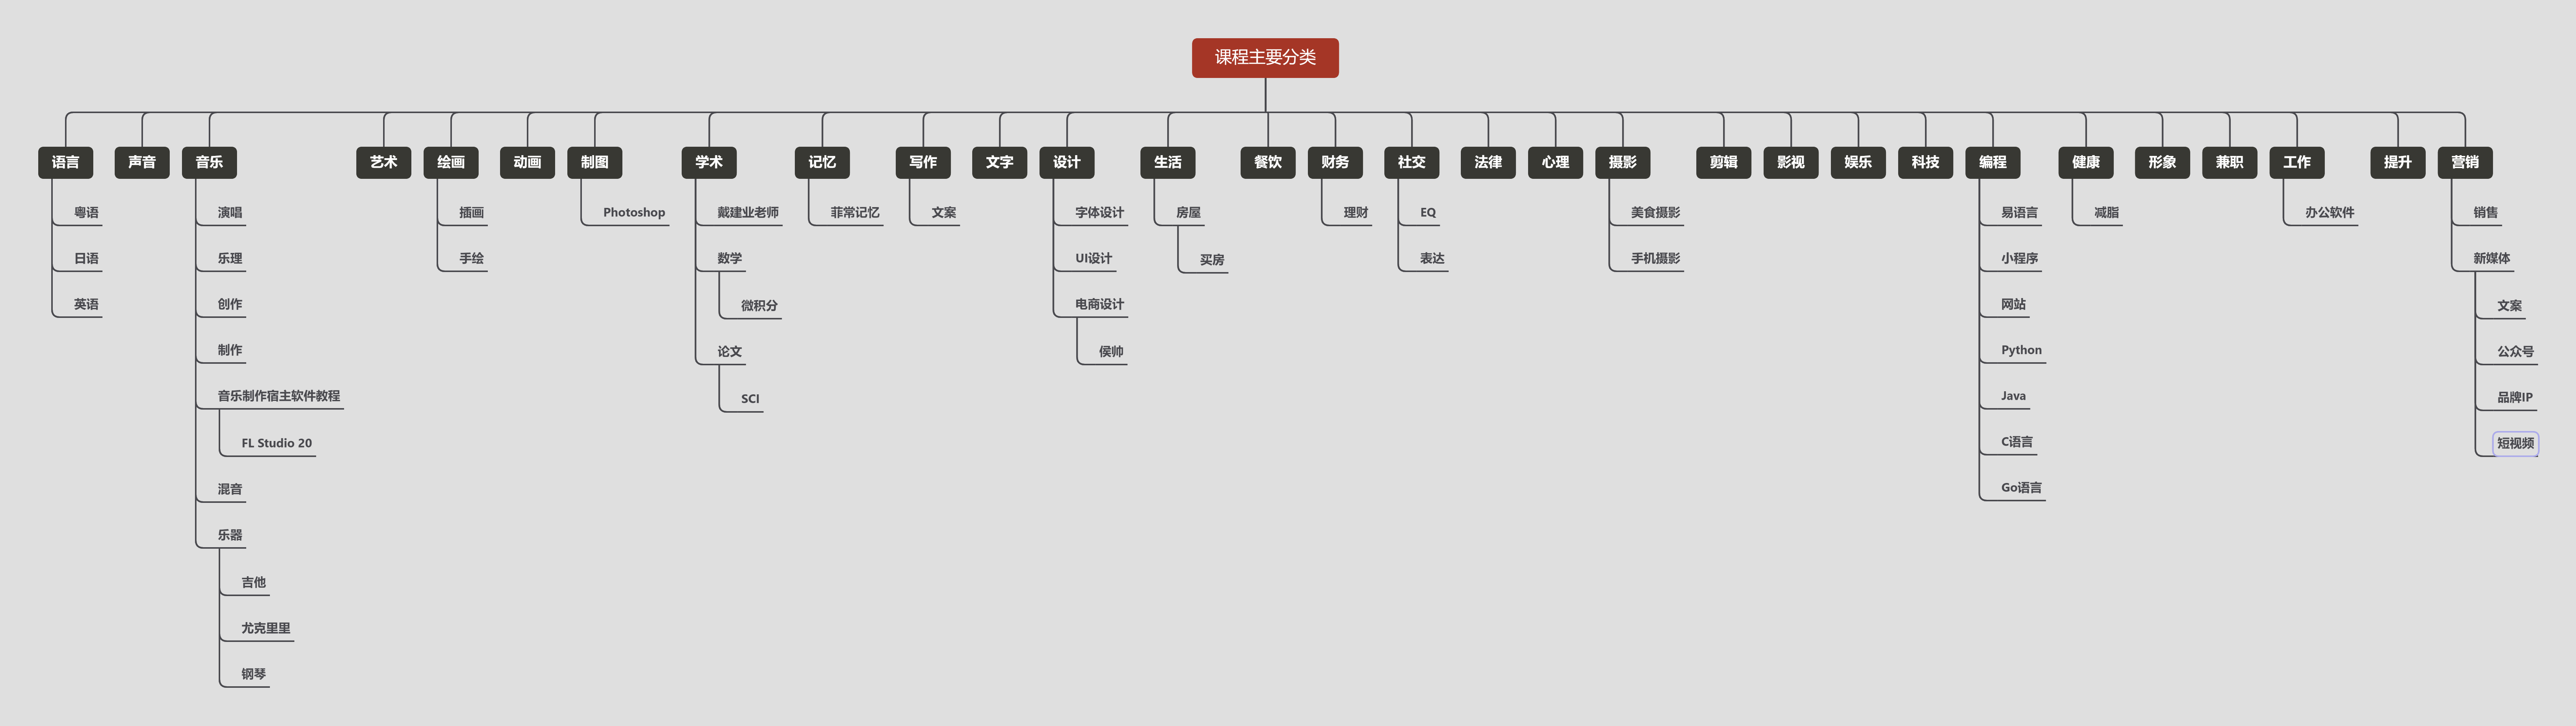 课程主要分类
语言
声音
音乐
艺术
绘画
动画
制图
学术
记忆
写作
文字
设计
生活
餐饮
财务
社交
法律
心理
摄影
剪辑
影视
娱乐
科技
编程
健康
形象
兼职
工作
提升
营销
粤语
日语
英语
演唱
乐理
创作
制作
音乐制作宿主软件教程
FL Studio 20
混音
乐器
吉他
尤克里里
钢琴
插画
手绘
Photoshop
戴建业老师
数学
微积分
论文
SCI
菲常记忆
文案
字体设计
UI设计
电商设计
侯帅
房屋
买房
理财
EQ
表达
美食摄影
手机摄影
易语言
小程序
网站
Python
Java
C语言
Go语言
减脂
办公软件
销售
新媒体
文案
公众号
品牌IP
短视频